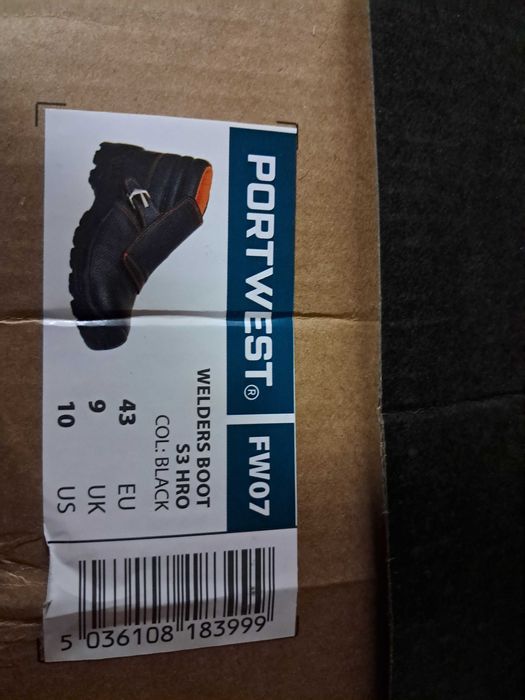 PORTWEST®
FW07
WELDERS BOOT
S3 HRO
COL: BLACK
43 EU
9 UK
10 US
5 036108 183999